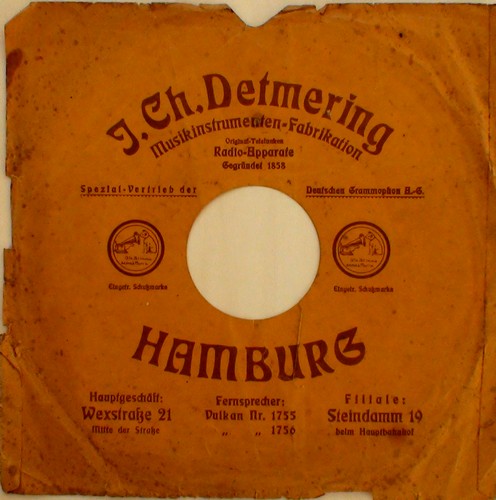 J. Ch. Detmering
Musikinstrumenten-Fabrikation
Original-Telefunken
Radio-Apparate
Gegründet 1858
Spezial-Vertrieb der
Deutschen Grammophon A.-G.
Eingetr. Schutzmarke
Eingetr. Schutzmarke
HAMBURG
Hauptgeschäft:
Wexstraße 21
Mitte der Straße
Fernsprecher:
Vulkan Nr. 1755
„ „ 1756
Filiale:
Steindamm 19
beim Hauptbahnhof